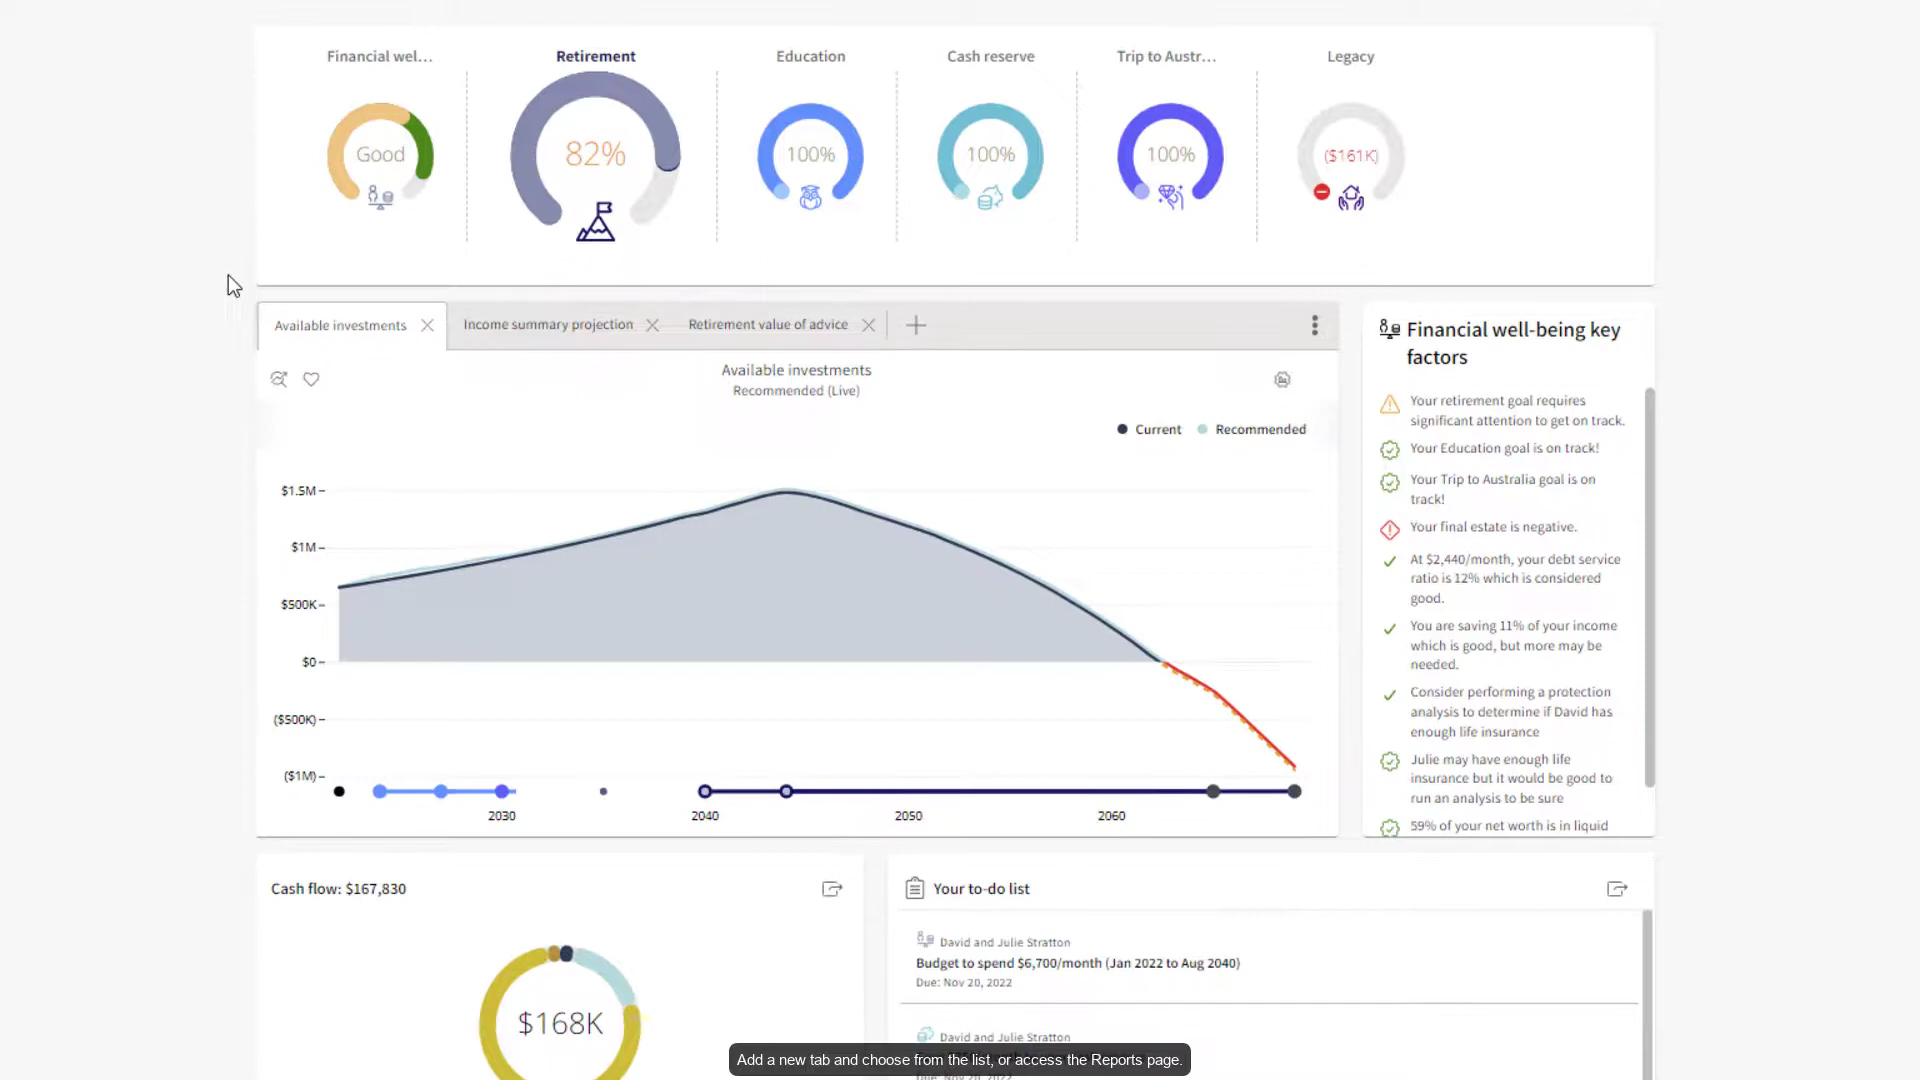 Financial wel...
Retirement
Education
Cash reserve
Trip to Austr...
Legacy
Good
82%
100%
100%
100%
($161K)
Available investments
Income summary projection
Retirement value of advice
Available investments
Recommended (Live)
Current
Recommended
$1.5M
$1M
$500K
$0
($500K)
($1M)
2030
2040
2050
2060
Financial well-being key
factors
Your retirement goal requires
significant attention to get on track.
Your Education goal is on track!
Your Trip to Australia goal is on
track!
Your final estate is negative.
At $2,440/month, your debt service
ratio is 12% which is considered
good.
You are saving 11% of your income
which is good, but more may be
needed.
Consider performing a protection
analysis to determine if David has
enough life insurance
Julie may have enough life
insurance but it would be good to
run an analysis to be sure
59% of your net worth is in liquid
Cash flow: $167,830
$168K
Your to-do list
David and Julie Stratton
Budget to spend $6,700/month (Jan 2022 to Aug 2040)
Due: Nov 20, 2022
David and Julie Stratton
Add a new tab and choose from the list, or access the Reports page.